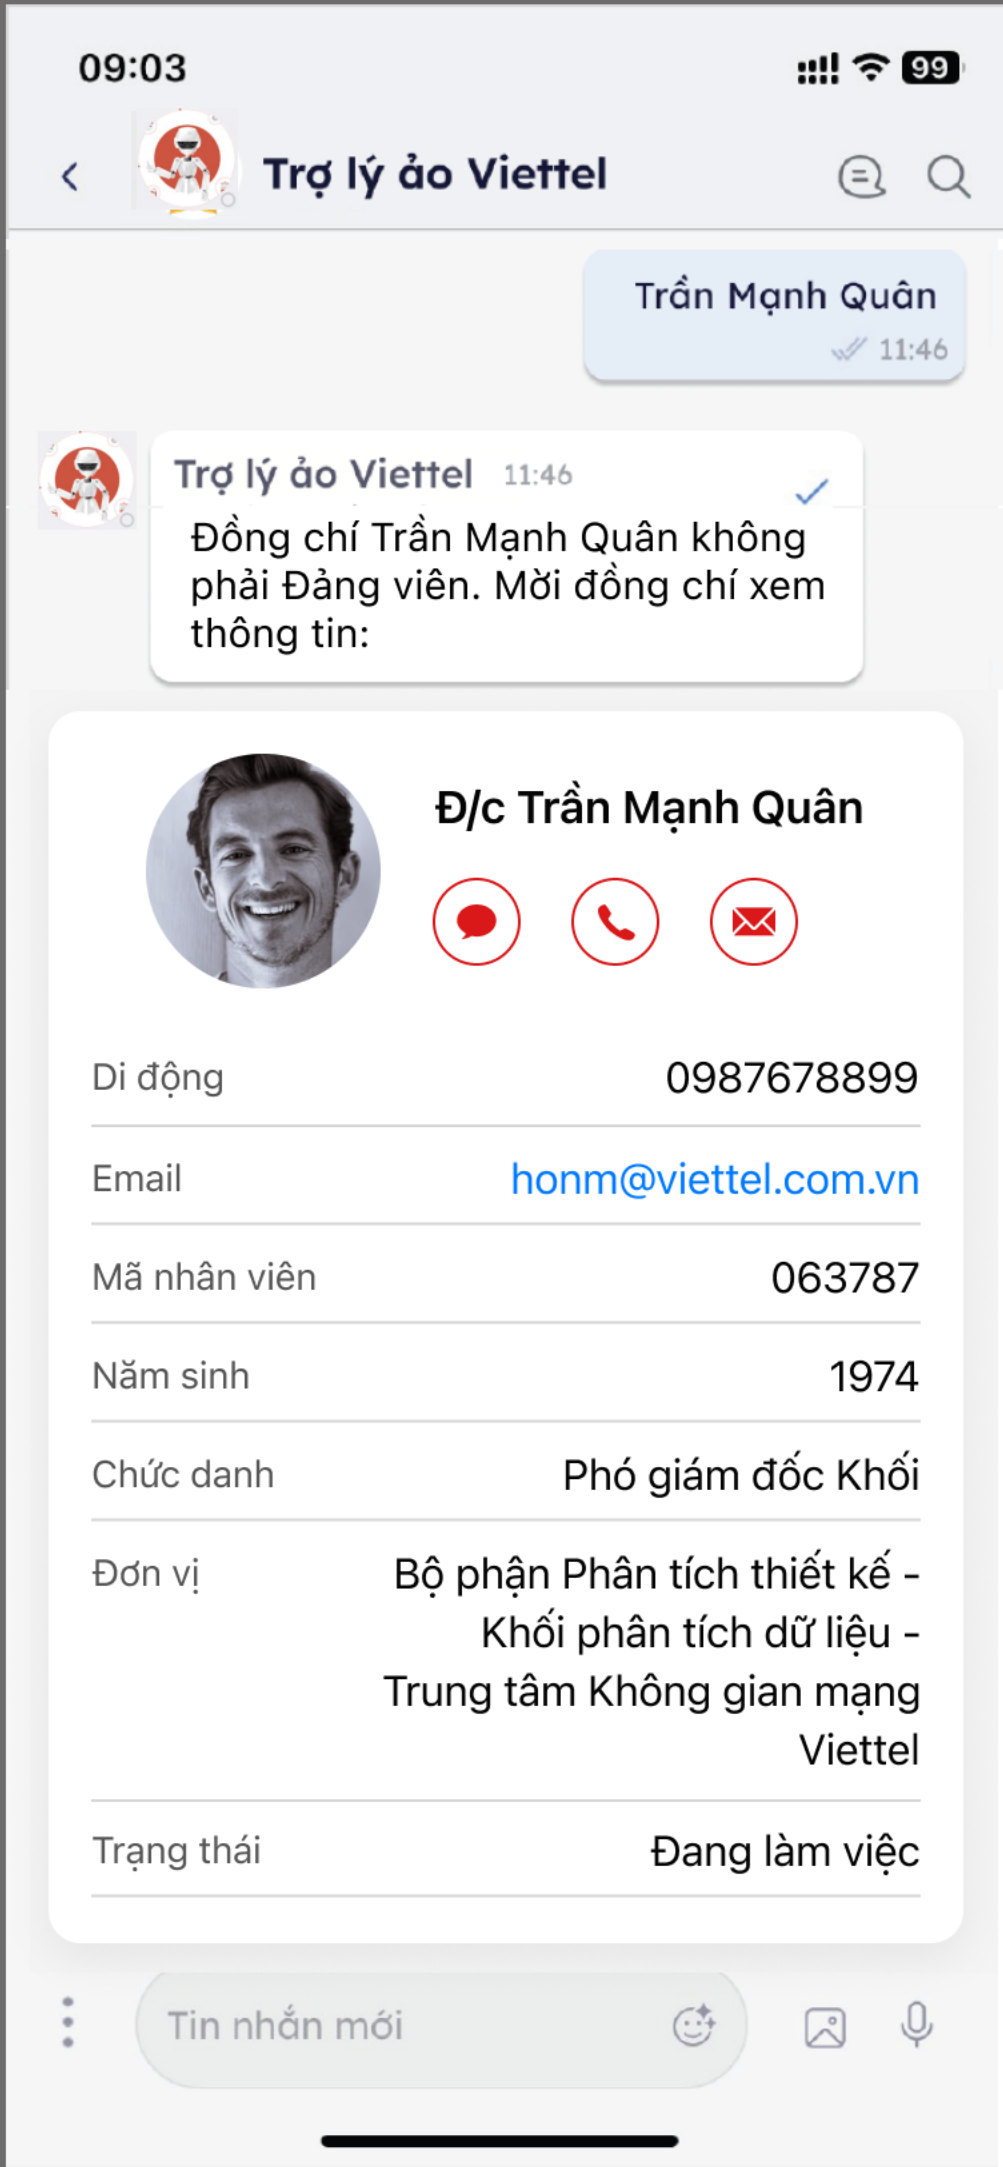 09:03
99
Trợ lý ảo Viettel
Trần Mạnh Quân
11:46
Trợ lý ảo Viettel 11:46
Đồng chí Trần Mạnh Quân không
phải Đảng viên. Mời đồng chí xem
thông tin:
Đ/c Trần Mạnh Quân
Di động 0987678899
Email honm@viettel.com.vn
Mã nhân viên 063787
Năm sinh 1974
Chức danh Phó giám đốc Khối
Đơn vị Bộ phận Phân tích thiết kế -
Khối phân tích dữ liệu -
Trung tâm Không gian mạng
Viettel
Trạng thái Đang làm việc
Tin nhắn mới